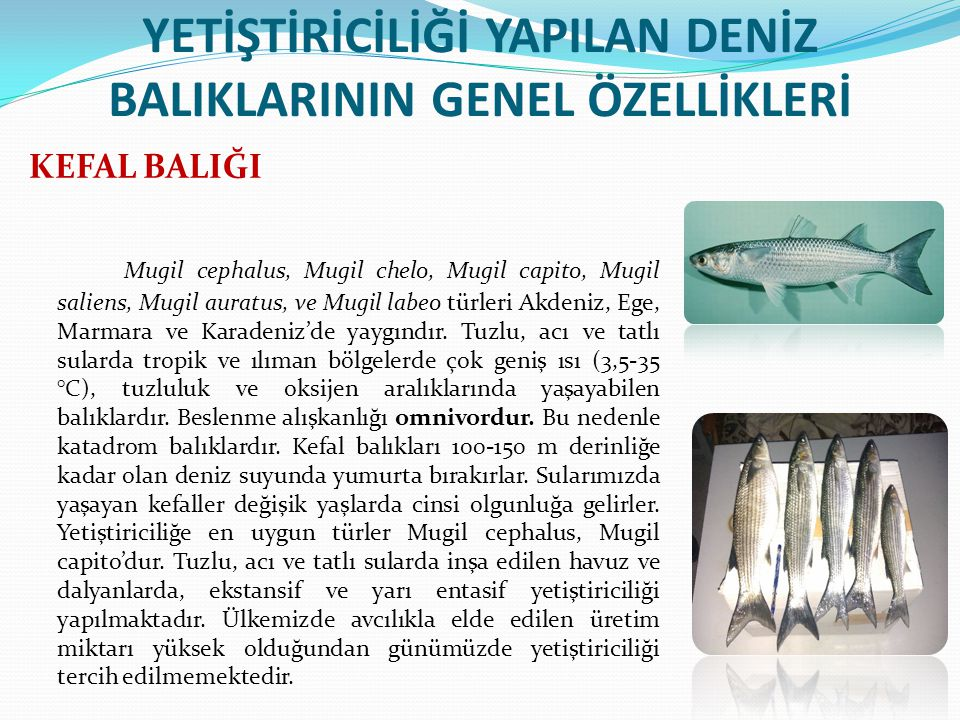 YETİŞTİRİCİLİĞİ YAPILAN DENİZ
BALIKLARININ GENEL ÖZELLİKLERİ
KEFAL BALIĞI
Mugil cephalus, Mugil chelo, Mugil capito, Mugil
saliens, Mugil auratus, ve Mugil labeo türleri Akdeniz, Ege,
Marmara ve Karadeniz’de yaygındır. Tuzlu, acı ve tatlı
sularda tropik ve ılıman bölgelerde çok geniş ısı (3,5-35
°C), tuzluluk ve oksijen aralıklarında yaşayabilen
balıklardır. Beslenme alışkanlığı omnivordur. Bu nedenle
katadrom balıklardır. Kefal balıkları 100-150 m derinliğe
kadar olan deniz suyunda yumurta bırakırlar. Sularımızda
yaşayan kefaller değişik yaşlarda cinsi olgunluğa gelirler.
Yetiştiriciliğe en uygun türler Mugil cephalus, Mugil
capito’dur. Tuzlu, acı ve tatlı sularda inşa edilen havuz ve
dalyanlarda, ekstansif ve yarı entasif yetiştiriciliği
yapılmaktadır. Ülkemizde avcılıkla elde edilen üretim
miktarı yüksek olduğundan günümüzde yetiştiriciliği
tercih edilmemektedir.